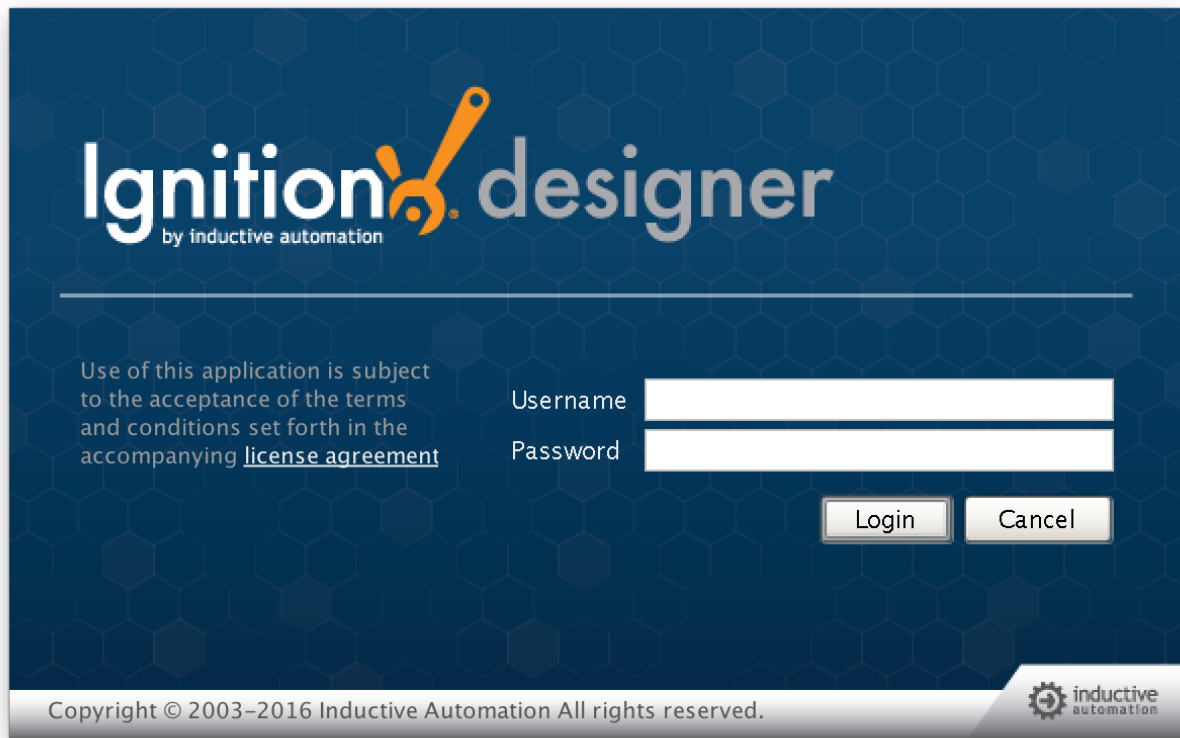 Ignition designer
by inductive automation
Use of this application is subject
to the acceptance of the terms
and conditions set forth in the
accompanying license agreement
Username
Password
Login Cancel
Copyright © 2003-2016 Inductive Automation All rights reserved.
inductive
automation